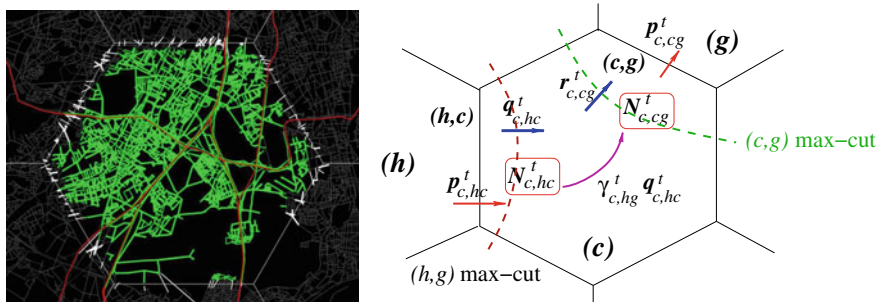 p^t_{c,cg}
(g)
(c,g)
r^t_{c,cg}
N^t_{c,cg}
(h,c)
q^t_{c,hc}
(c,g) max-cut
(h)
N^t_{c,hc}
p^t_{c,hc}
γ^t_{c,hg} q^t_{c,hc}
(c)
(h,g) max-cut